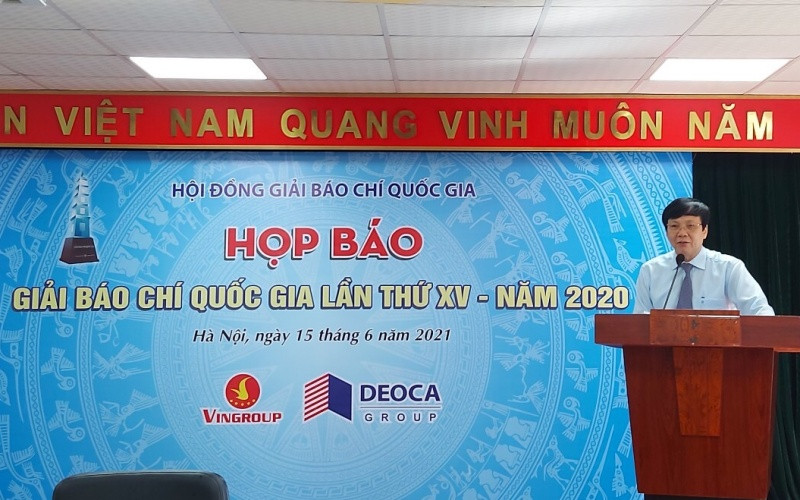 N VIỆT NAM QUANG VINH MUÔN NĂM
HỘI ĐỒNG GIẢI BÁO CHÍ QUỐC GIA
HỌP BÁO
GIẢI BÁO CHÍ QUỐC GIA LẦN THỨ XV - NĂM 2020
Hà Nội, ngày 15 tháng 6 năm 2021
VINGROUP
DEOCA
GROUP